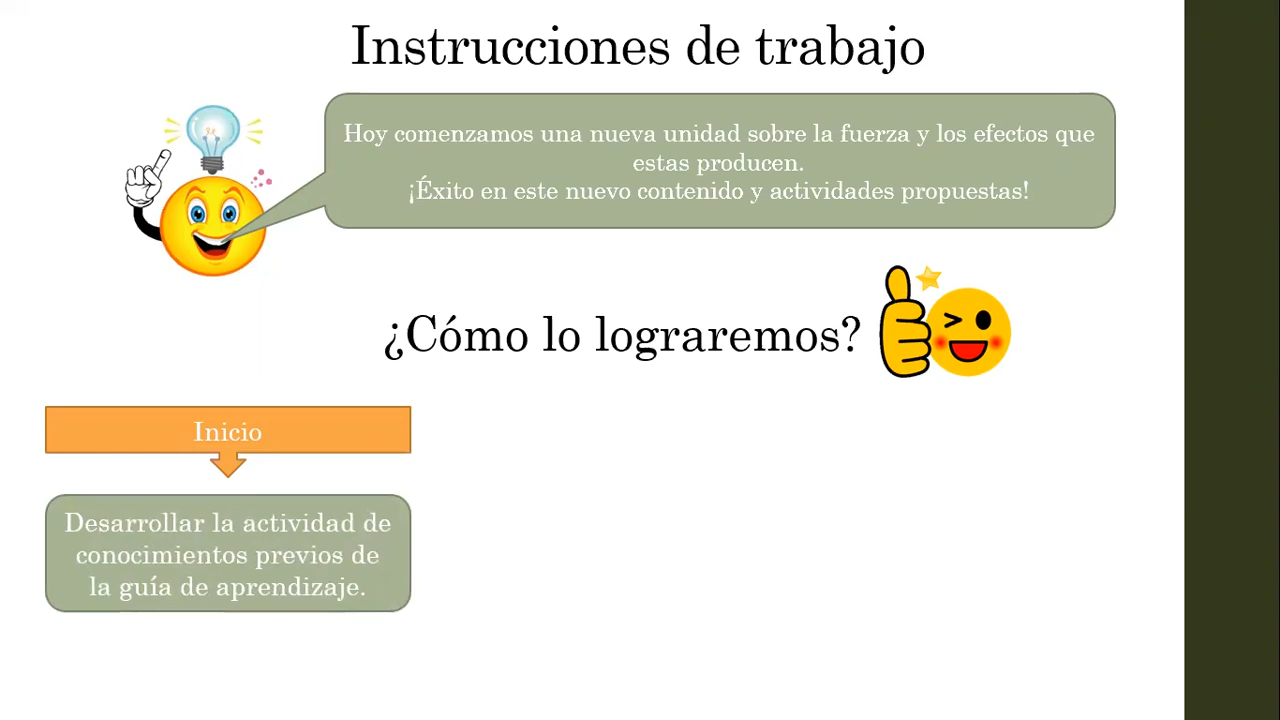 Instrucciones de trabajo
Hoy comenzamos una nueva unidad sobre la fuerza y los efectos que
estas producen.
¡Éxito en este nuevo contenido y actividades propuestas!
¿Cómo lo lograremos?
Inicio
Desarrollar la actividad de
conocimientos previos de
la guía de aprendizaje.